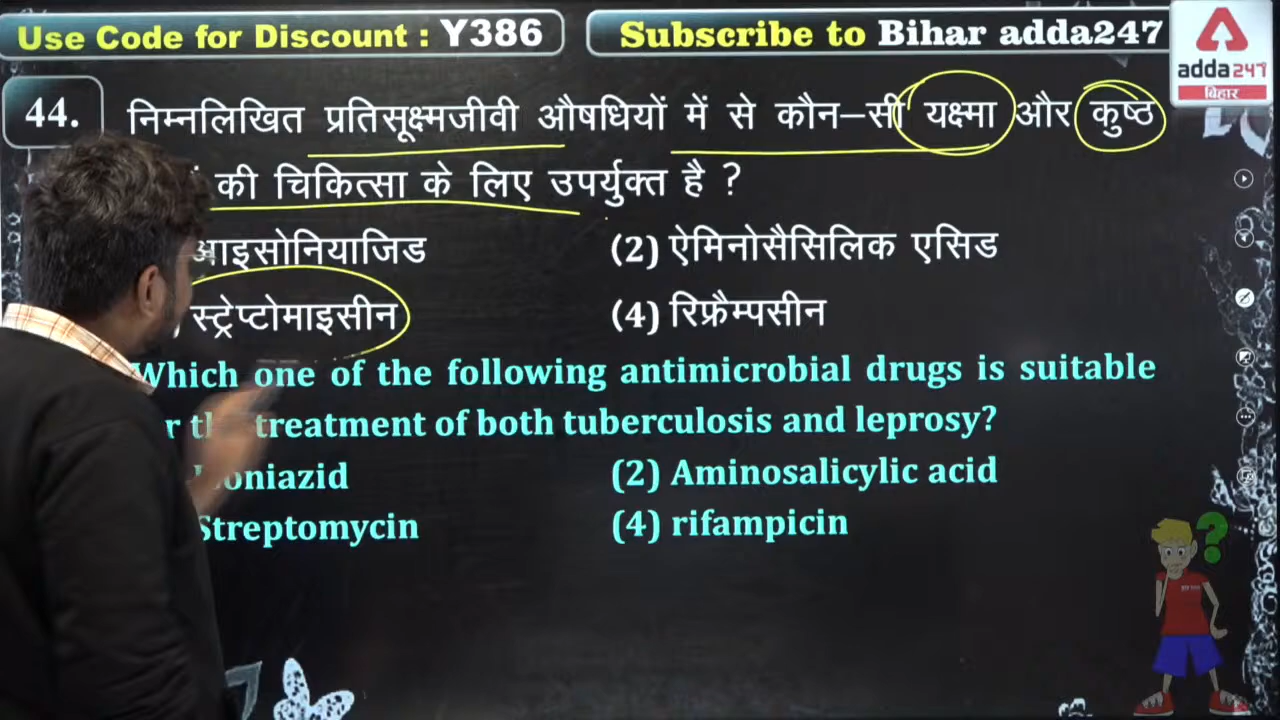 Use Code for Discount : Y386
Subscribe to Bihar adda247
adda247
बिहार
44.
निम्नलिखित प्रतिसूक्ष्मजीवी औषधियों में से कौन–सी यक्ष्मा और कुष्ठ
की चिकित्सा के लिए उपर्युक्त है ?
आइसोनियाजिड
(2) ऐमिनोसैसिलिक एसिड
स्ट्रेप्टोमाइसीन
(4) रिफ्रैम्पसीन
Which one of the following antimicrobial drugs is suitable
treatment of both tuberculosis and leprosy?
(2) Aminosalicylic acid
Streptomycin
(4) rifampicin